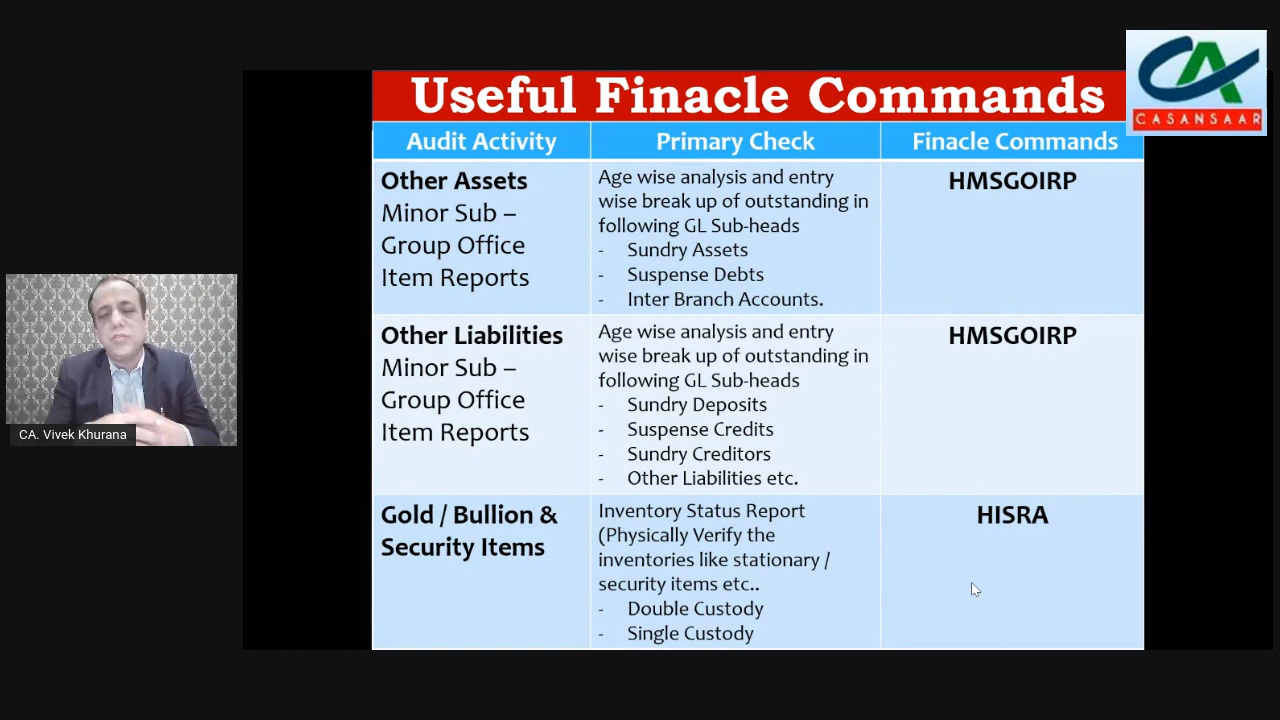 Useful Finacle Commands
CASANSAAR
Audit Activity
Primary Check
Finacle Commands
Other Assets
Minor Sub –
Group Office
Item Reports
Age wise analysis and entry
wise break up of outstanding in
following GL Sub-heads
- Sundry Assets
- Suspense Debts
- Inter Branch Accounts.
HMSGOIRP
Other Liabilities
Minor Sub –
Group Office
Item Reports
Age wise analysis and entry
wise break up of outstanding in
following GL Sub-heads
- Sundry Deposits
- Suspense Credits
- Sundry Creditors
- Other Liabilities etc.
HMSGOIRP
Gold / Bullion &
Security Items
Inventory Status Report
(Physically Verify the
inventories like stationary /
security items etc..
- Double Custody
- Single Custody
HISRA
CA. Vivek Khurana